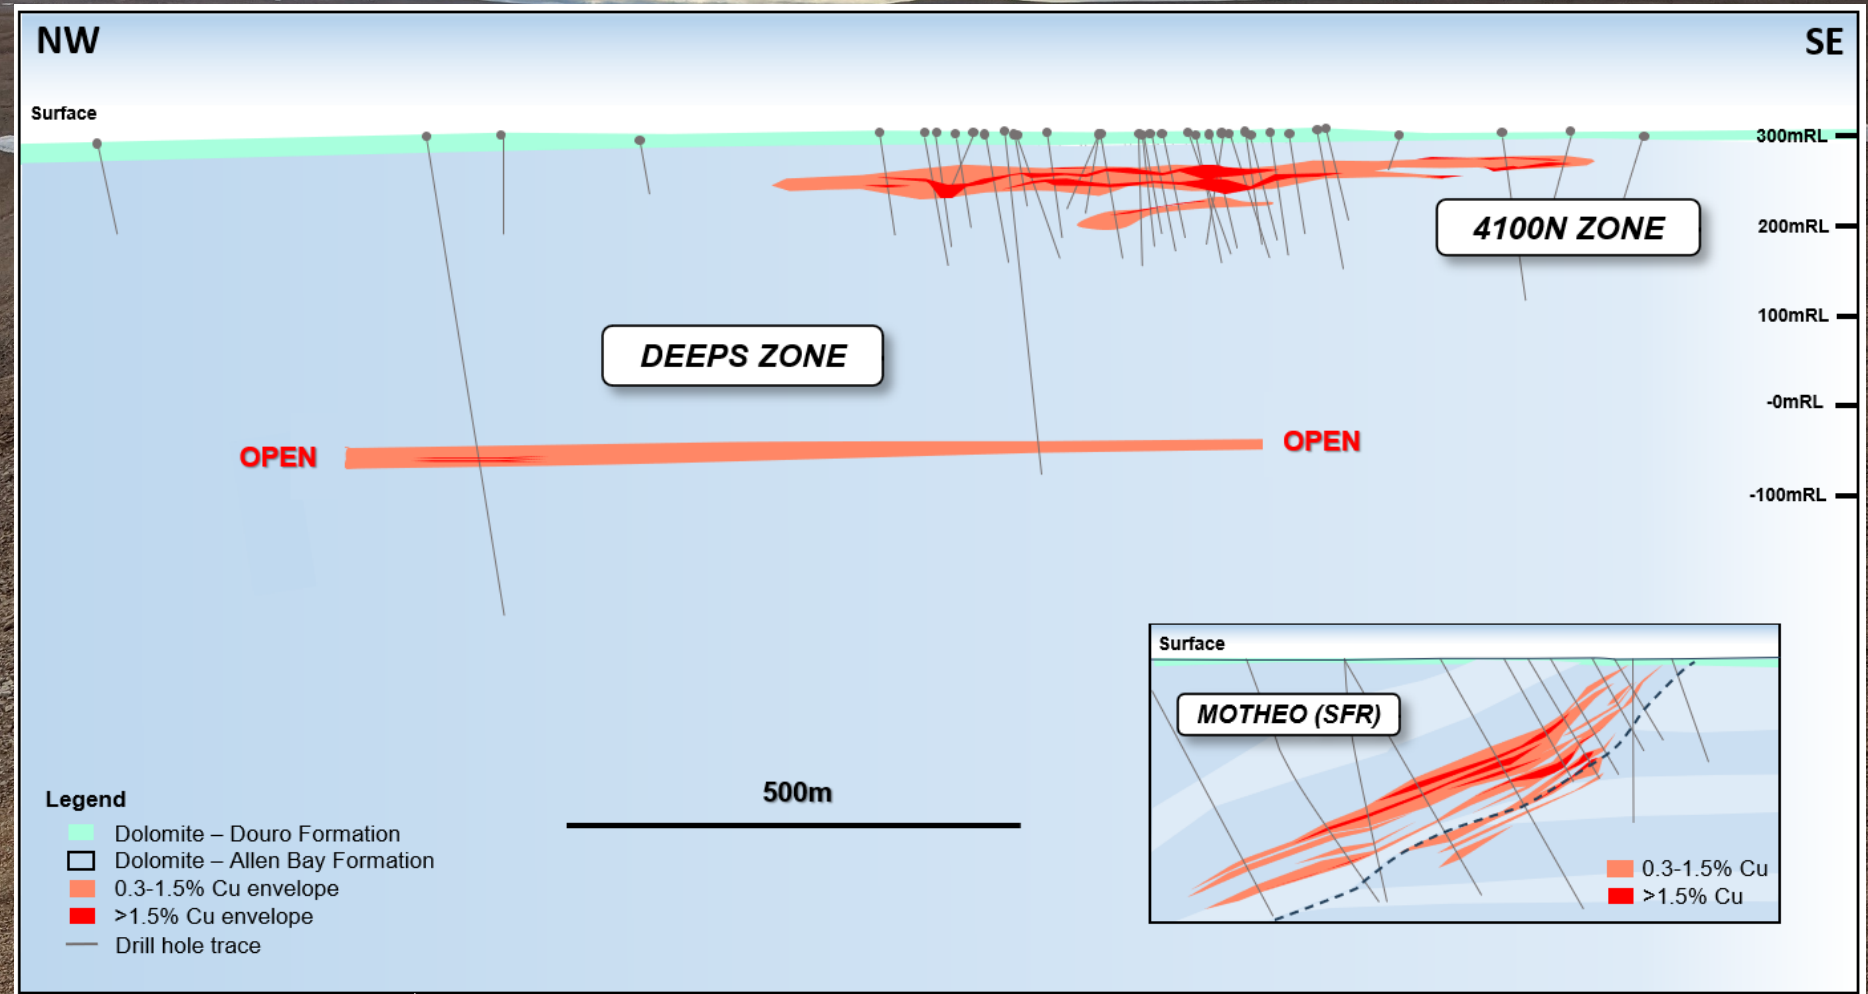 NW
SE
Surface
300mRL
200mRL
4100N ZONE
100mRL
DEEPS ZONE
-0mRL
OPEN
OPEN
-100mRL
500m
Legend
Dolomite – Douro Formation
Dolomite – Allen Bay Formation
0.3-1.5% Cu envelope
>1.5% Cu envelope
Drill hole trace
Surface
MOTHEO (SFR)
0.3-1.5% Cu
>1.5% Cu